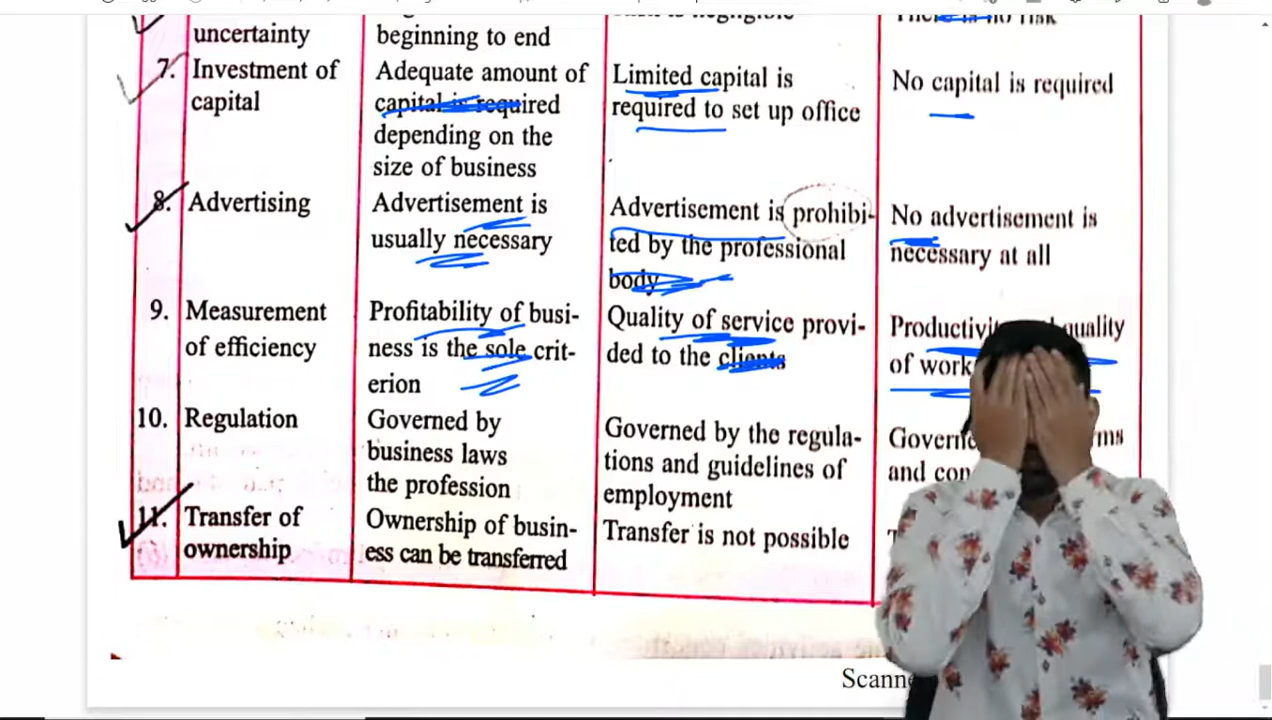 uncertainty
beginning to end
7. Investment of capital
Adequate amount of
capital is required
depending on the
size of business
Limited capital is
required to set up office
No capital is required
8. Advertising
Advertisement is
usually necessary
Advertisement is prohibi-
ted by the professional
body
No advertisement is
necessary at all
9. Measurement
of efficiency
Profitability of busi-
ness is the sole crit-
erion
Quality of service provi-
ded to the clients
quality
of work
10. Regulation
Governed by
business laws
the profession
Governed by the regula-
tions and guidelines of
employment
and
11. Transfer of
ownership
Ownership of busin-
ess can be transferred
Transfer is not possible